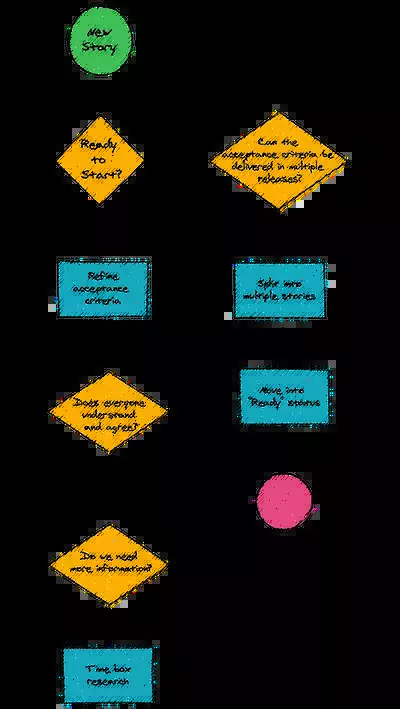 New
Story
Ready
to
Start?
Can the
acceptance criteria be
delivered in multiple
releases?
Refine
acceptance
criteria
Split into
multiple stories
Does everyone
understand
and agree?
Move into
"Ready" status
Do we need
more information?
Time box
research